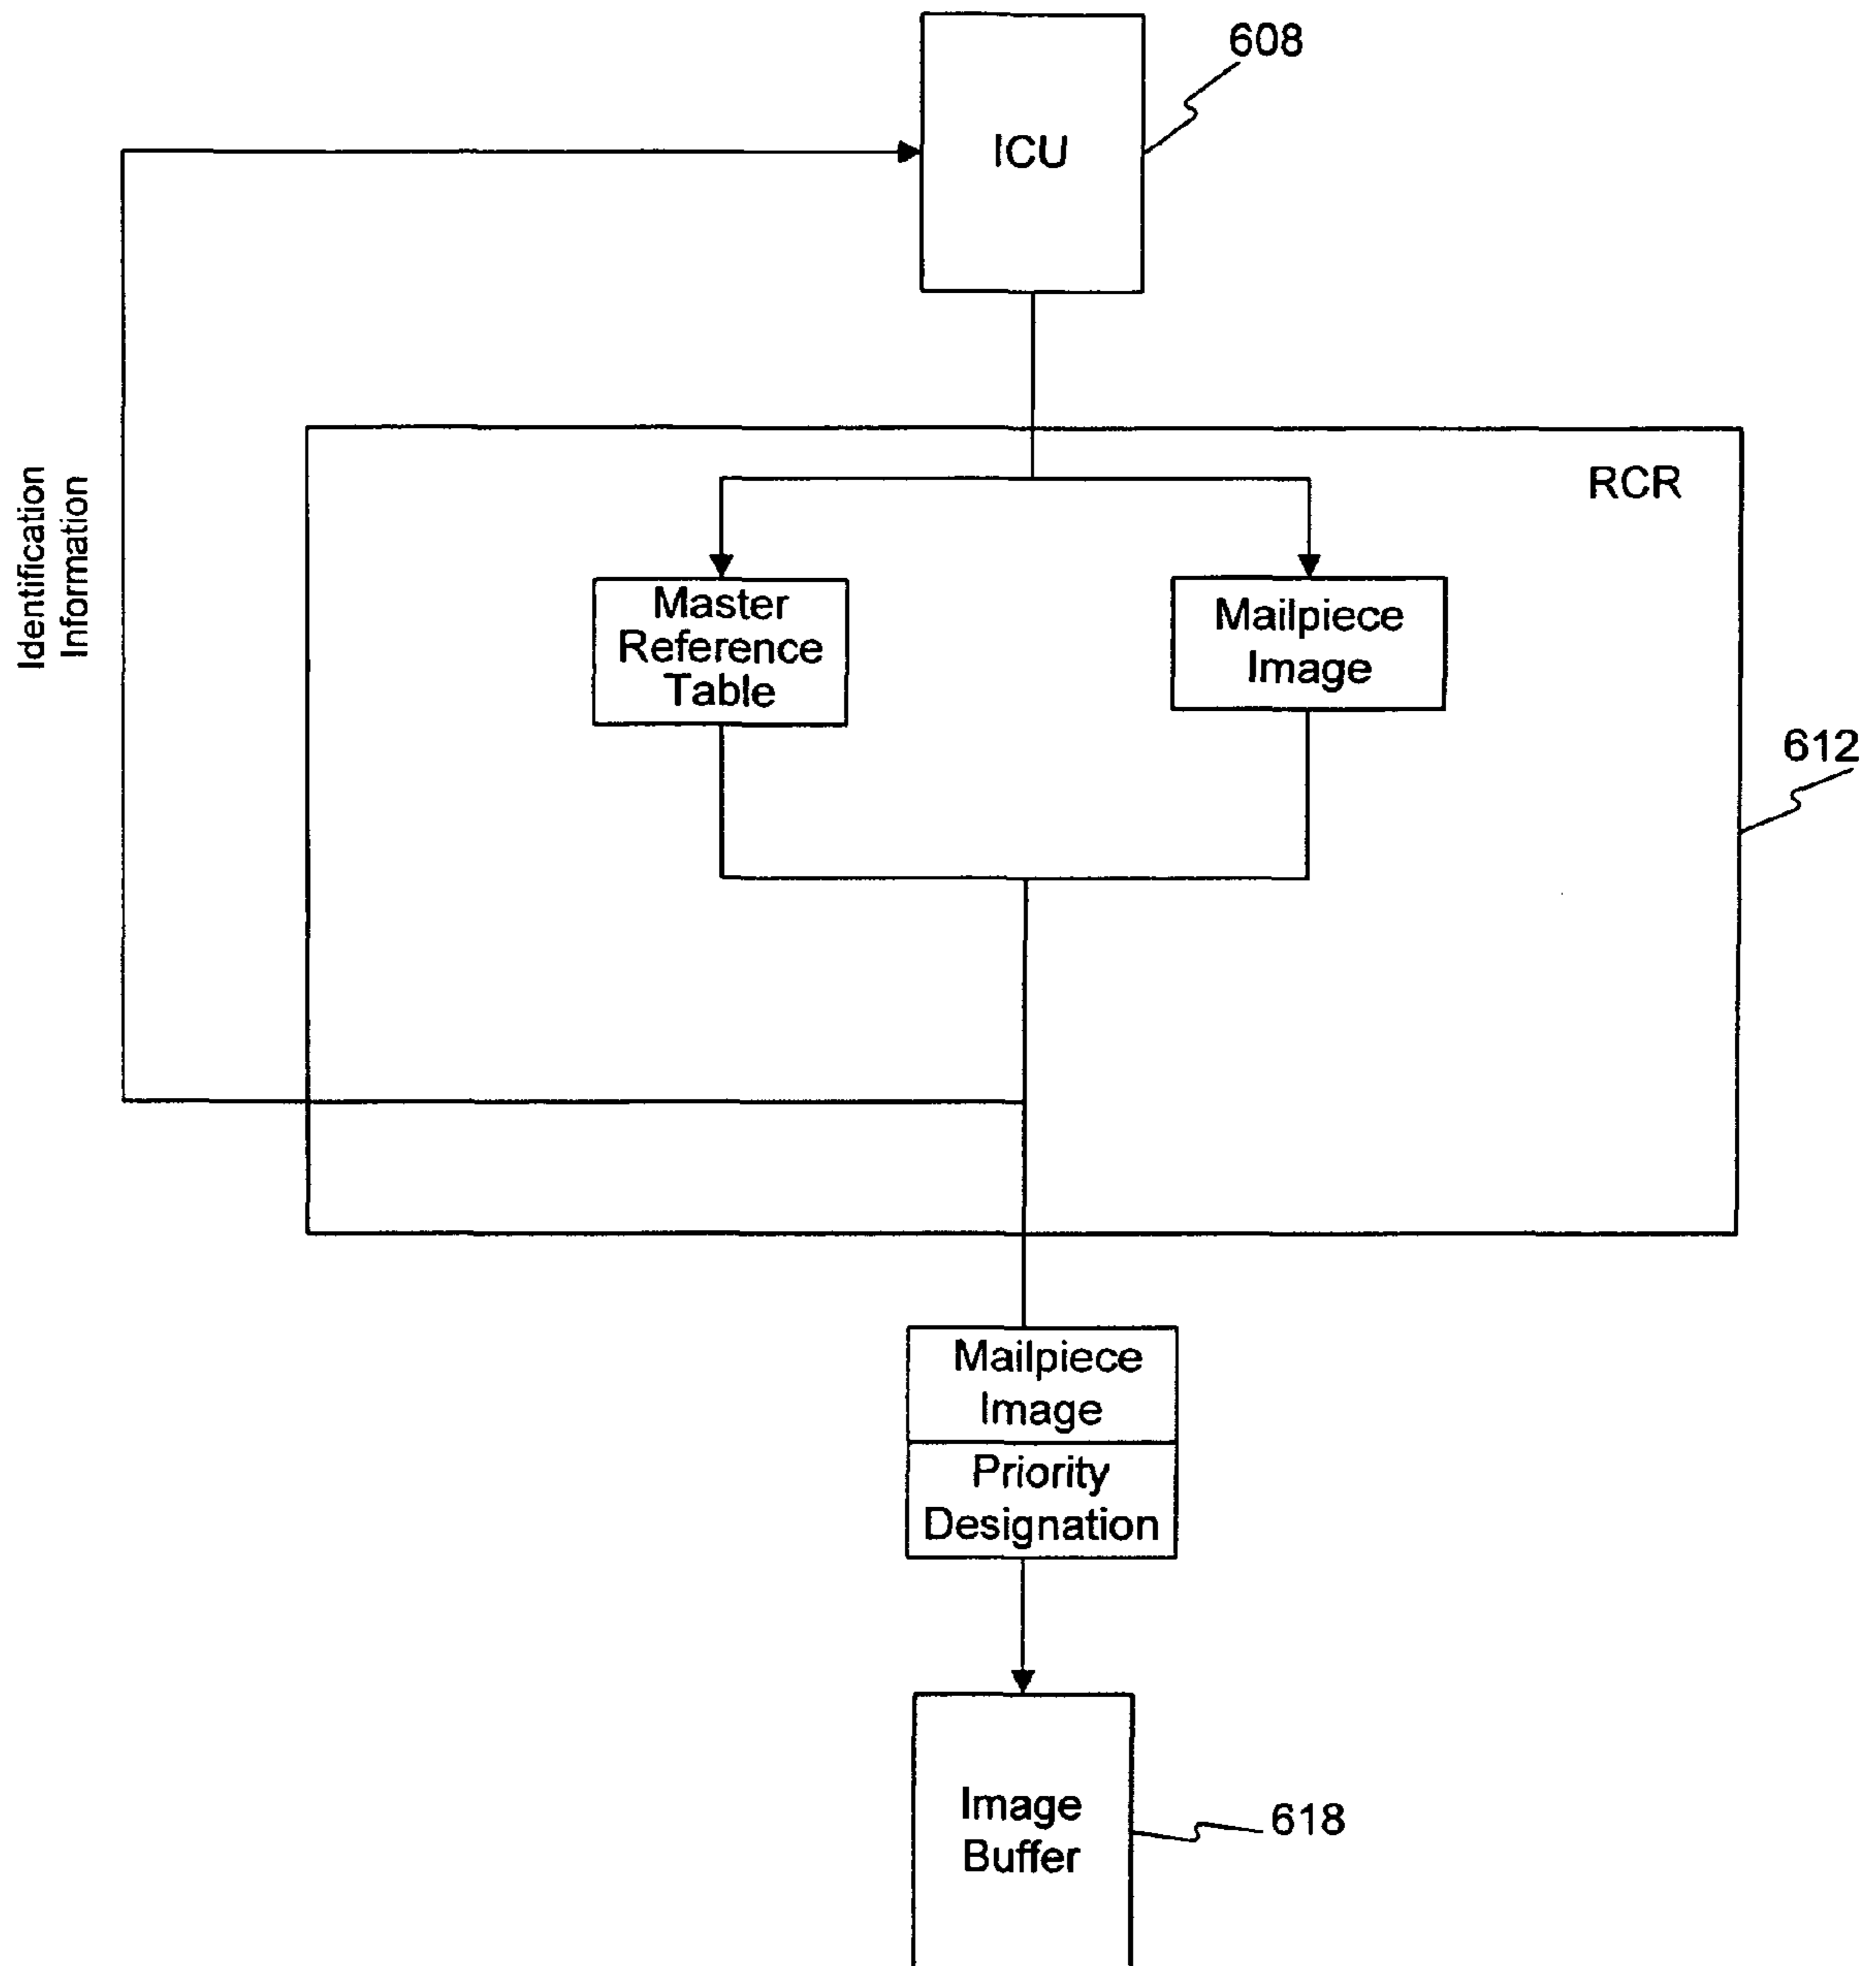 608
ICU
Identification
Information
RCR
Master
Reference
Table
Mailpiece
Image
612
Mailpiece
Image
Priority
Designation
Image
Buffer
618